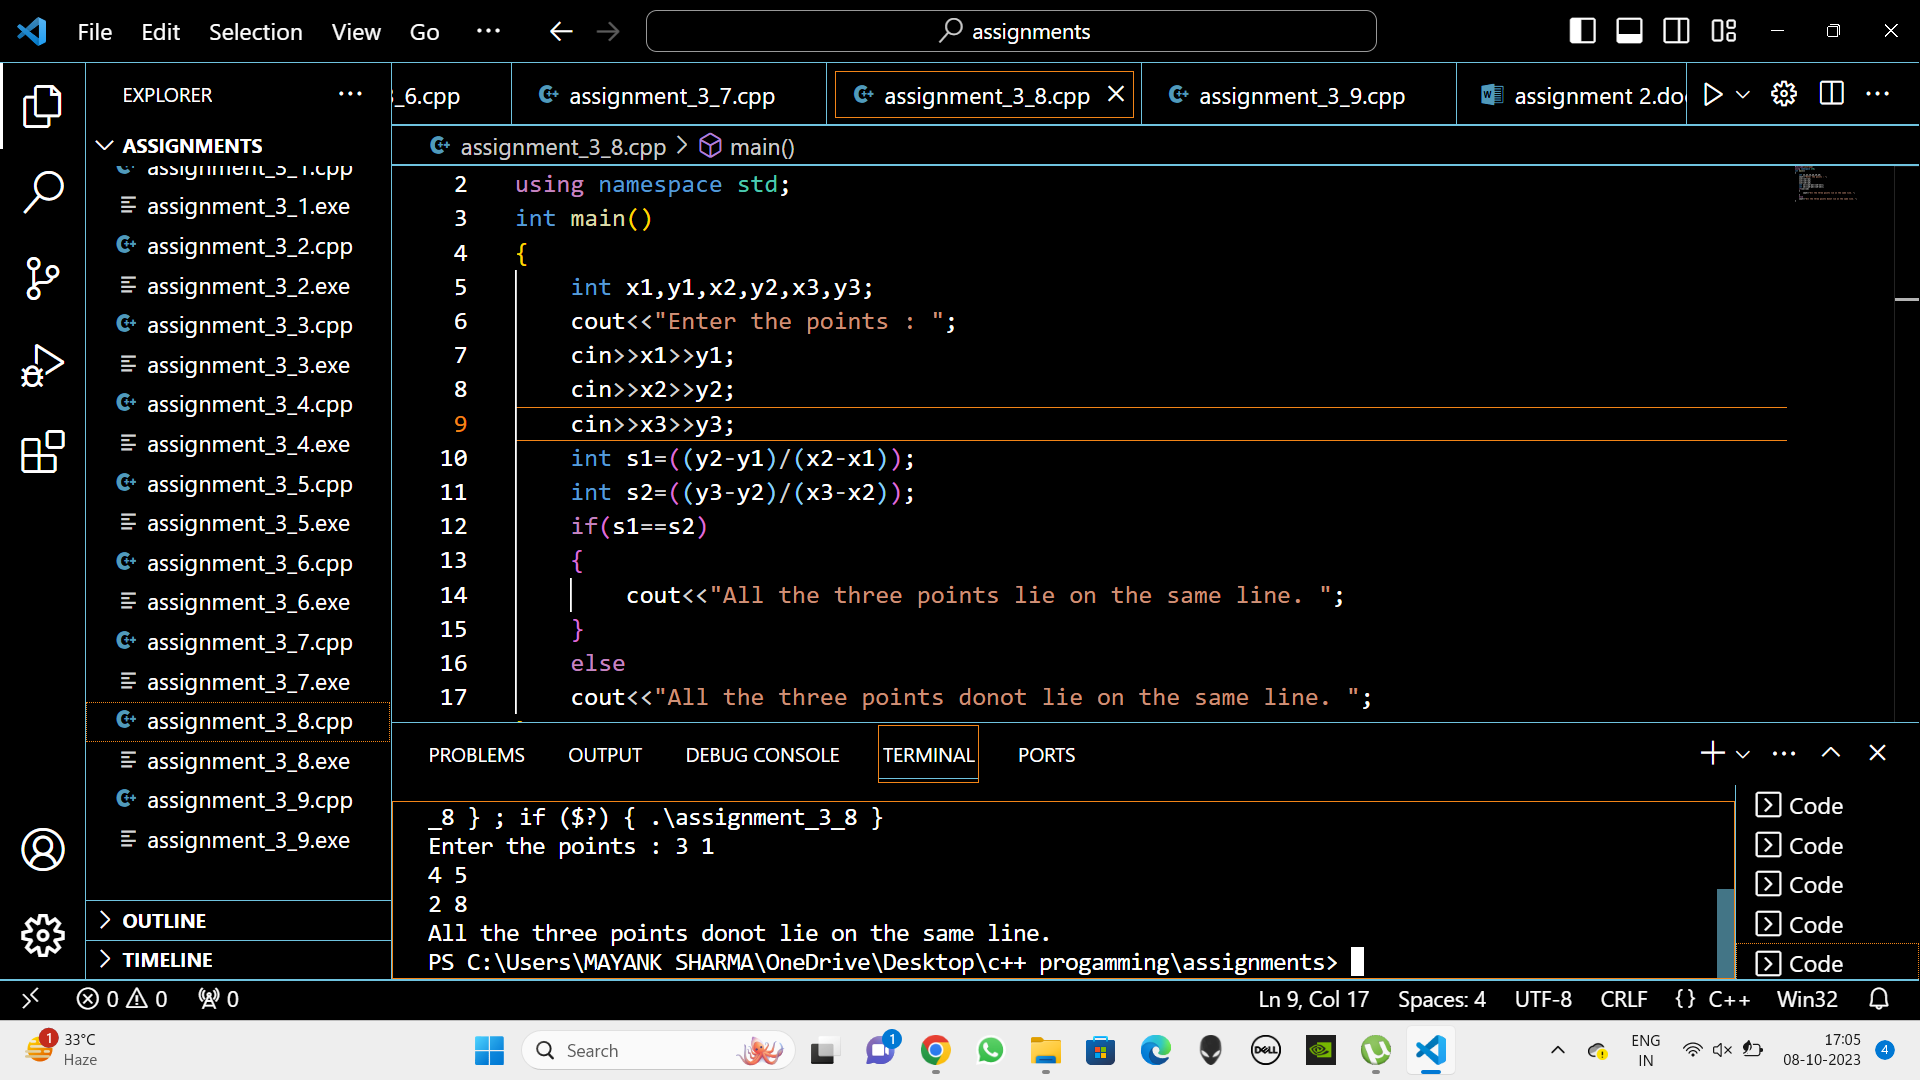 File Edit Selection View Go ··· assignments
EXPLORER ···
_6.cpp assignment_3_7.cpp assignment_3_8.cpp assignment_3_9.cpp assignment 2.do
ASSIGNMENTS
assignment_3_1.cpp
assignment_3_1.exe
assignment_3_2.cpp
assignment_3_2.exe
assignment_3_3.cpp
assignment_3_3.exe
assignment_3_4.cpp
assignment_3_4.exe
assignment_3_5.cpp
assignment_3_5.exe
assignment_3_6.cpp
assignment_3_6.exe
assignment_3_7.cpp
assignment_3_7.exe
assignment_3_8.cpp
assignment_3_8.exe
assignment_3_9.cpp
assignment_3_9.exe
OUTLINE
TIMELINE
assignment_3_8.cpp > main()
2 using namespace std;
3 int main()
4 {
5 int x1,y1,x2,y2,x3,y3;
6 cout<<"Enter the points : ";
7 cin>>x1>>y1;
8 cin>>x2>>y2;
9 cin>>x3>>y3;
10 int s1=((y2-y1)/(x2-x1));
11 int s2=((y3-y2)/(x3-x2));
12 if(s1==s2)
13 {
14 cout<<"All the three points lie on the same line. ";
15 }
16 else
17 cout<<"All the three points donot lie on the same line. ";
PROBLEMS OUTPUT DEBUG CONSOLE TERMINAL PORTS
_8 } ; if ($?) { .\assignment_3_8 }
Enter the points : 3 1
4 5
2 8
All the three points donot lie on the same line.
PS C:\Users\MAYANK SHARMA\OneDrive\Desktop\c++ progamming\assignments>
Code
Code
Code
Code
Code
0 0 0 Ln 9, Col 17 Spaces: 4 UTF-8 CRLF {} C++ Win32
1 33°C
Haze
Search
DELL
1
ENG
IN
17:05
08-10-2023
4